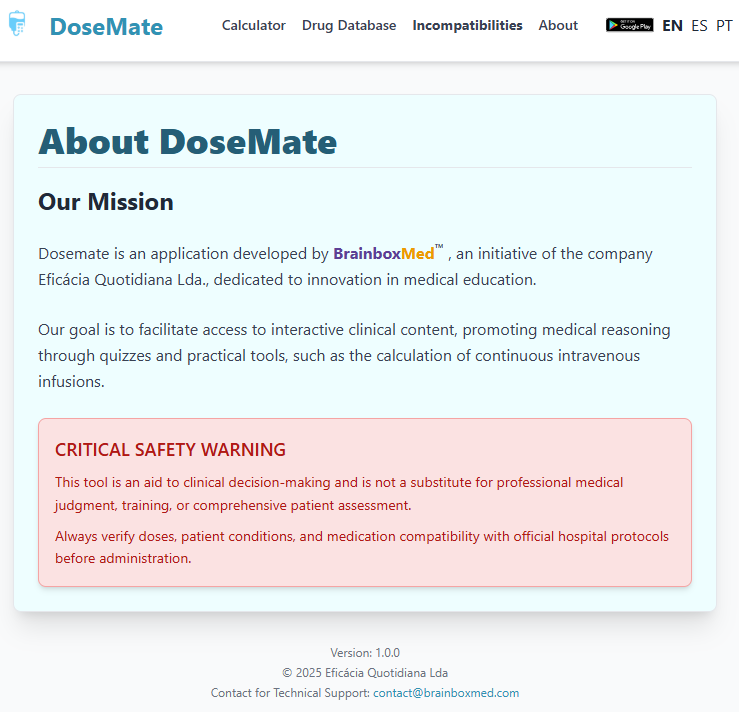 DoseMate
Calculator Drug Database Incompatibilities About
GET IT ON
Google Play
EN ES PT
About DoseMate
Our Mission
Dosemate is an application developed by BrainboxMed™ , an initiative of the company
Eficácia Quotidiana Lda., dedicated to innovation in medical education.
Our goal is to facilitate access to interactive clinical content, promoting medical reasoning
through quizzes and practical tools, such as the calculation of continuous intravenous
infusions.
CRITICAL SAFETY WARNING
This tool is an aid to clinical decision-making and is not a substitute for professional medical
judgment, training, or comprehensive patient assessment.
Always verify doses, patient conditions, and medication compatibility with official hospital protocols
before administration.
Version: 1.0.0
© 2025 Eficácia Quotidiana Lda
Contact for Technical Support: contact@brainboxmed.com